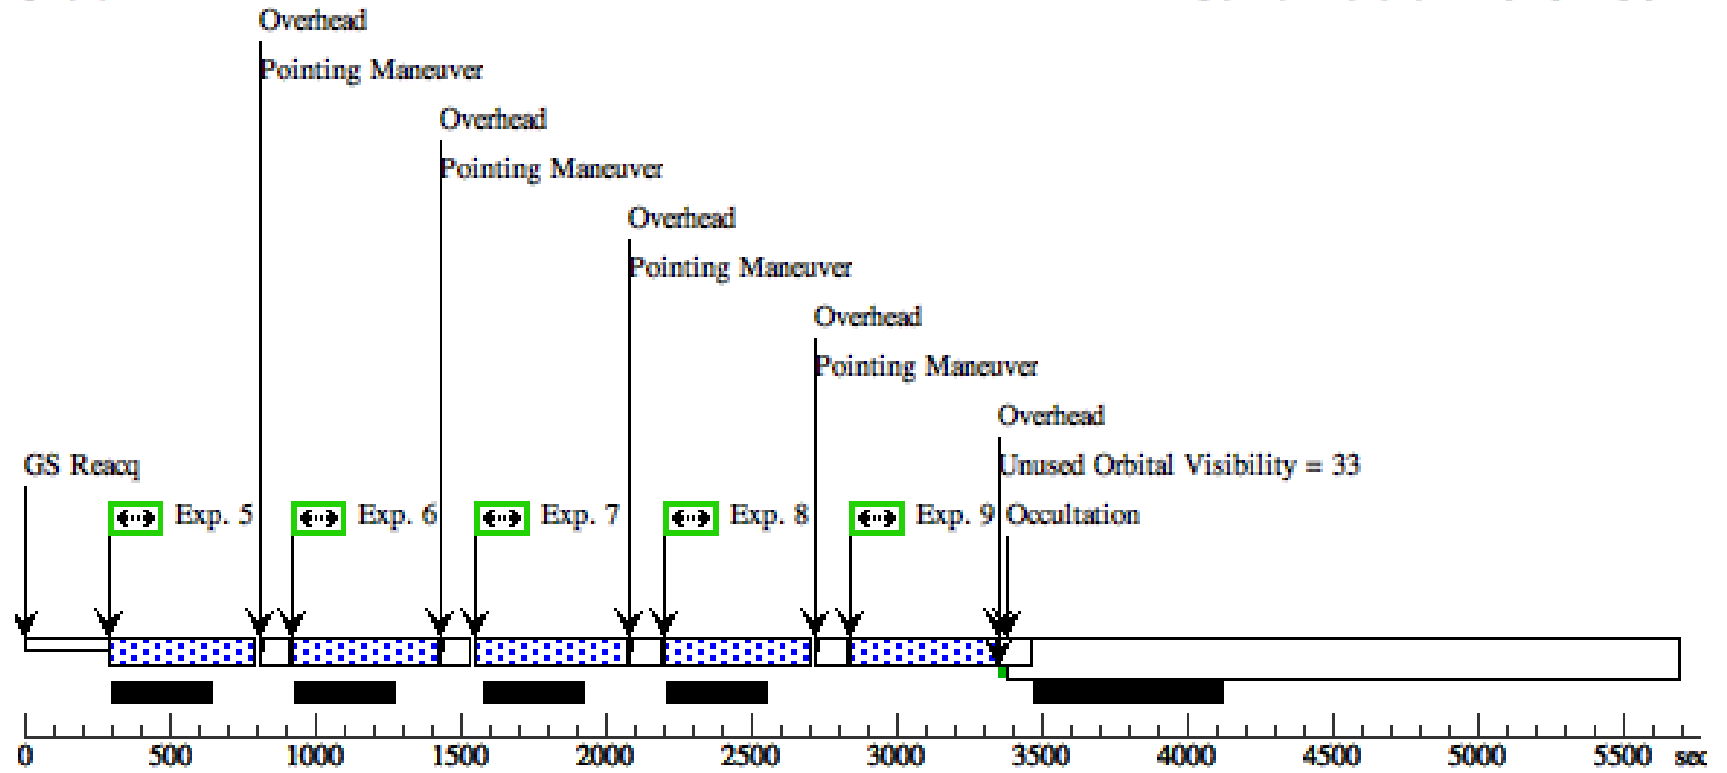 Overhead
Pointing Maneuver
Overhead
Pointing Maneuver
Overhead
Pointing Maneuver
Overhead
Pointing Maneuver
Overhead
GS Reacq
Unused Orbital Visibility = 33
Exp. 5
Exp. 6
Exp. 7
Exp. 8
Exp. 9
Occultation
0 500 1000 1500 2000 2500 3000 3500 4000 4500 5000 5500 sec